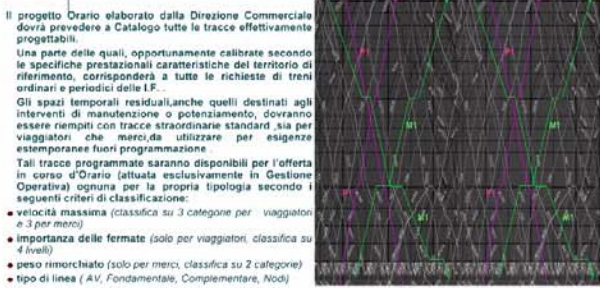 Il progetto Orario elaborato dalla Direzione Commerciale
dovrà prevedere a Catalogo tutte le tracce effettivamente
progettabili.
Una parte delle quali, opportunamente calibrate secondo
le specifiche prestazionali caratteristiche del territorio di
riferimento, corrisponderà a tutte le richieste di treni
ordinari e periodici delle I.F. .
Gli spazi temporali residuali,anche quelli destinati agli
interventi di manutenzione o potenziamento, dovranno
essere riempiti con tracce straordinarie standard ,sia per
viaggiatori che merci,da utilizzare per esigenze
estemporanee fuori programmazione .
Tali tracce programmate saranno disponibili per l'offerta
in corso d'Orario (attuata esclusivamente in Gestione
Operativa) ognuna per la propria tipologia secondo i
seguenti criteri di classificazione:
velocità massima (classifica su 3 categorie per viaggiatori
e 3 per merci)
importanza delle fermate (solo per viaggiatori, classifica su
4 livelli)
peso rimorchiato (solo per merci, classifica su 2 categorie)
tipo di linea ( AV, Fondamentale, Complementare, Nodi)
M1
M1
M1
M1